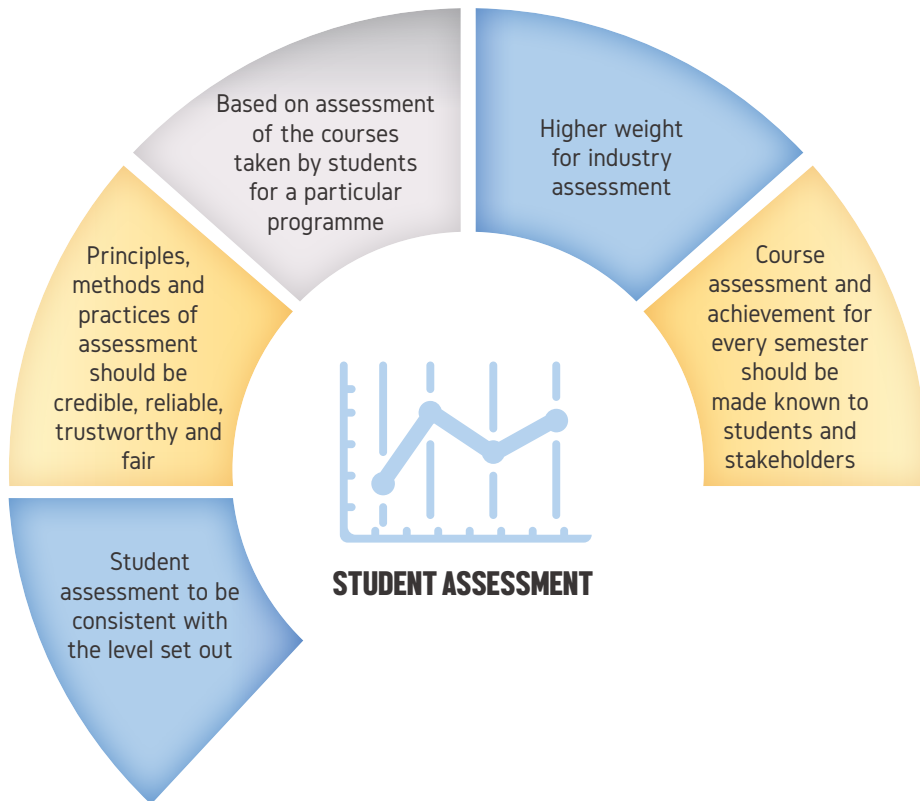 Based on assessment
of the courses
taken by students
for a particular
programme
Higher weight
for industry
assessment
Principles,
methods and
practices of
assessment
should be
credible, reliable,
trustworthy and
fair
Course
assessment and
achievement for
every semester
should be
made known to
students and
stakeholders
Student
assessment to be
consistent with
the level set out
STUDENT ASSESSMENT